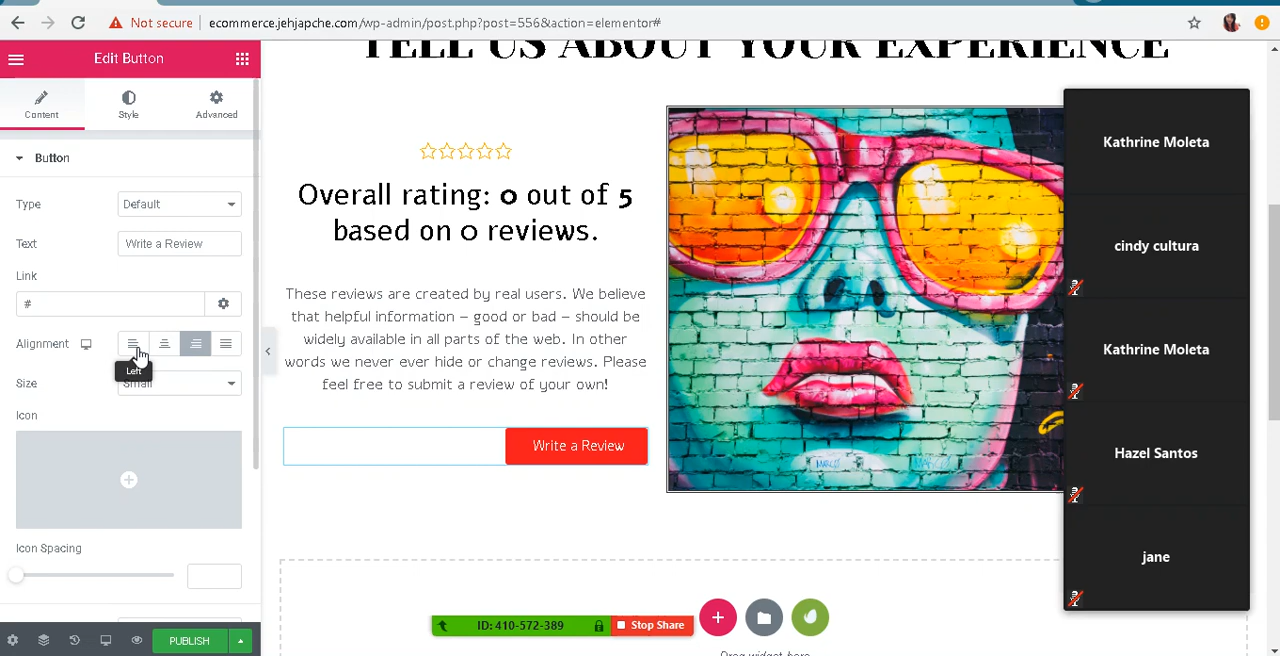 Not secure
ecommerce.jehjapche.com/wp-admin/post.php?post=556&action=elementor#
Edit Button
Content
Style
Advanced
Button
Type
Default
Text
Write a Review
Link
#
Alignment
Left
Size
Small
Icon
Icon Spacing
PUBLISH
TELL US ABOUT YOUR EXPERIENCE
Overall rating: 0 out of 5
based on 0 reviews.
These reviews are created by real users. We believe
that helpful information – good or bad – should be
widely available in all parts of the web. In other
words we never ever hide or change reviews. Please
feel free to submit a review of your own!
Write a Review
Kathrine Moleta
cindy cultura
Kathrine Moleta
Hazel Santos
jane
ID: 410-572-389
Stop Share
Drag widget here